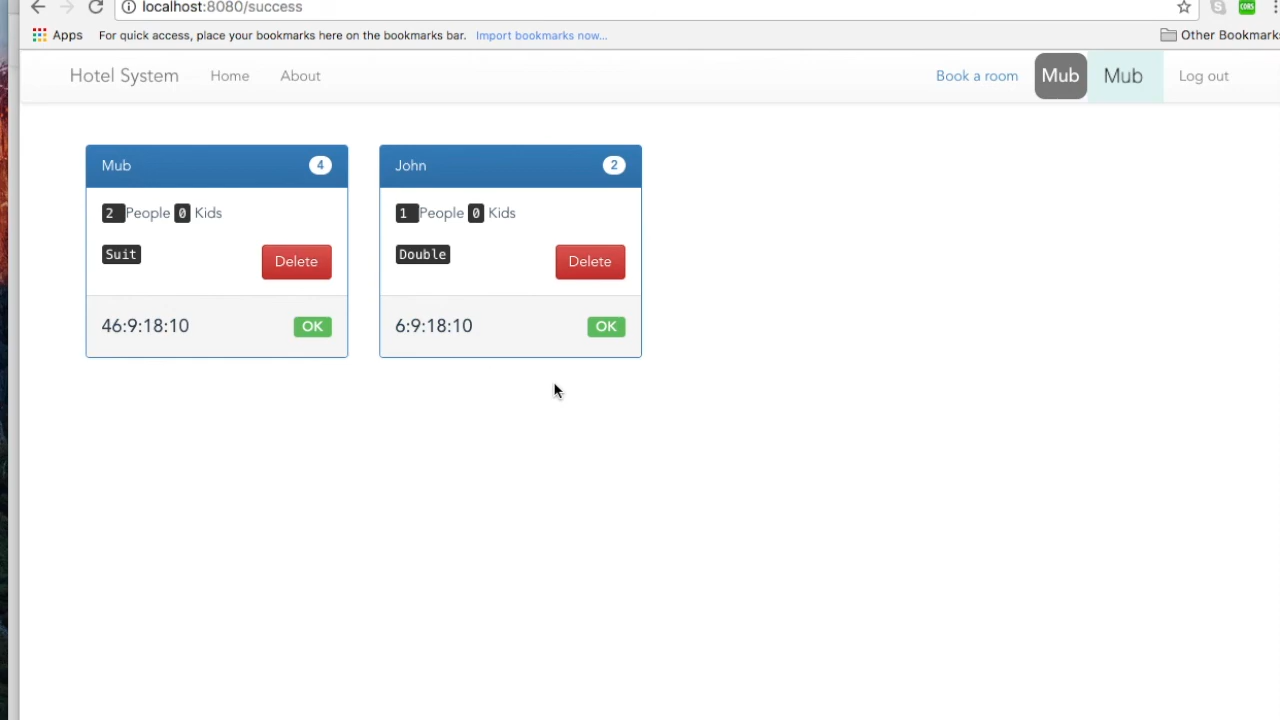 localhost:8080/success
CORS
Apps For quick access, place your bookmarks here on the bookmarks bar. Import bookmarks now... Other Bookmarks
Hotel System Home About Book a room Mub Mub Log out
Mub 4
2 People 0 Kids
Suit Delete
46:9:18:10 OK
John 2
1 People 0 Kids
Double Delete
6:9:18:10 OK